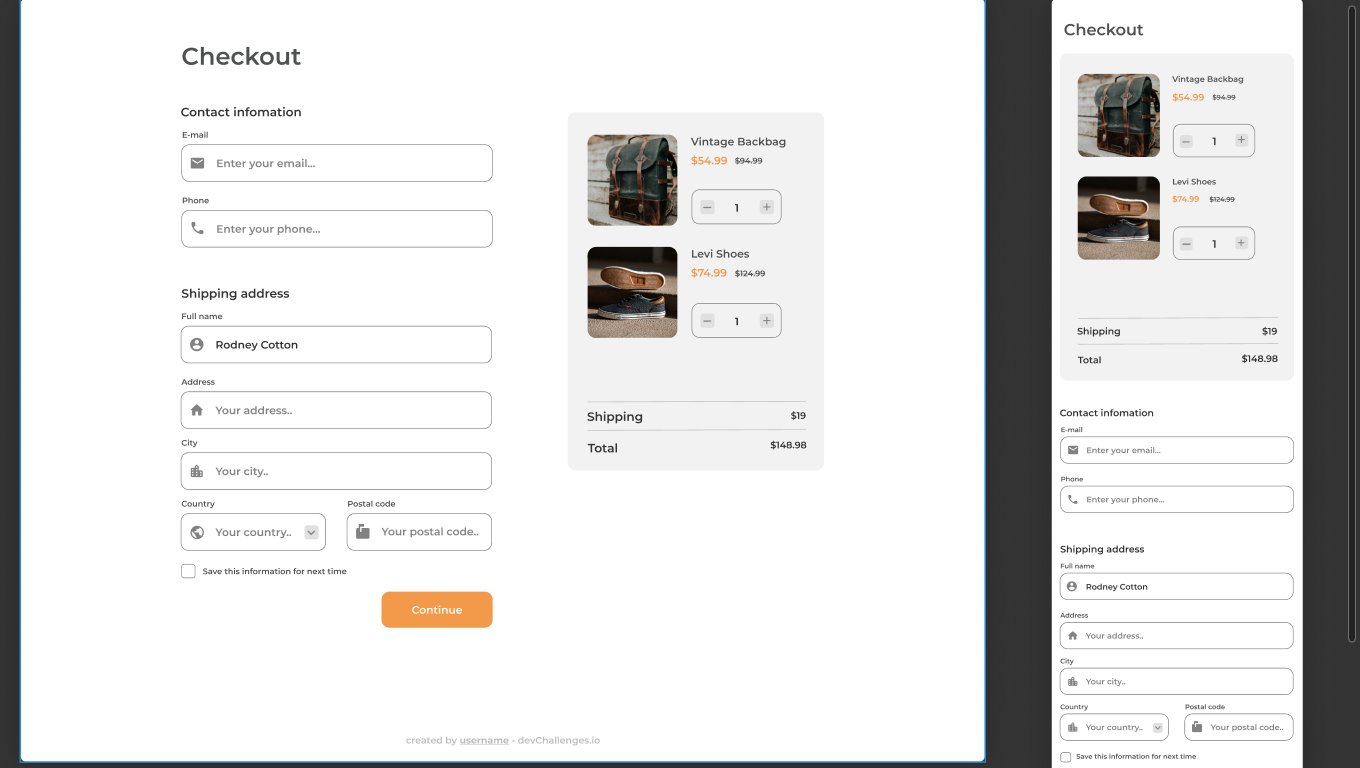 Checkout
Contact infomation
E-mail
Enter your email...
Phone
Enter your phone...
Shipping address
Full name
Rodney Cotton
Address
Your address..
City
Your city..
Country
Postal code
Your country..
Your postal code..
Save this information for next time
Continue
Vintage Backbag
$54.99 $94.99
1
Levi Shoes
$74.99 $124.99
1
Shipping $19
Total $148.98
created by username - devChallenges.io
Checkout
Vintage Backbag
$54.99 $94.99
1
Levi Shoes
$74.99 $124.99
1
Shipping $19
Total $148.98
Contact infomation
E-mail
Enter your email...
Phone
Enter your phone...
Shipping address
Full name
Rodney Cotton
Address
Your address..
City
Your city..
Country
Postal code
Your country..
Your postal code..
Save this information for next time